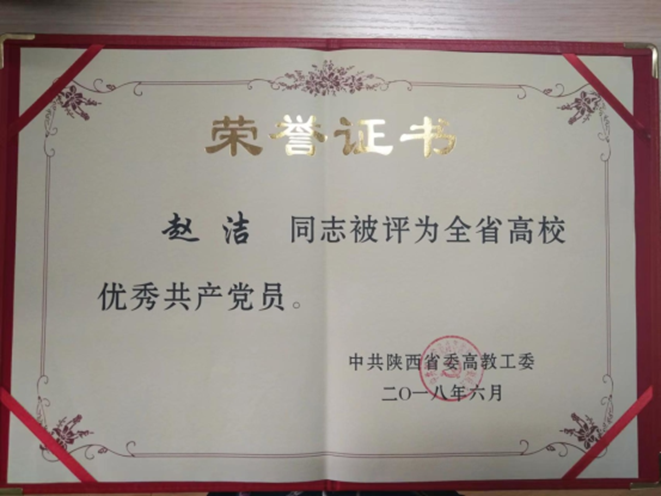 荣誉证书
赵洁 同志被评为全省高校
优秀共产党员。
中共陕西省委高教工委
二〇一八年六月